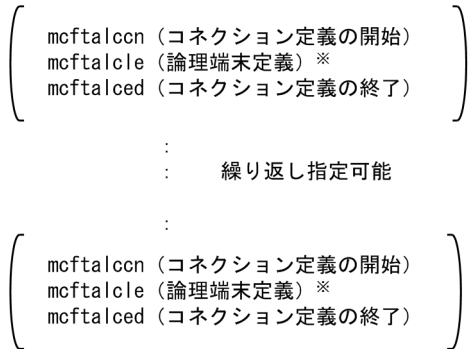 mcftalccn（コネクション定義の開始）
mcftalcle（論理端末定義）※
mcftalced（コネクション定義の終了）
:
: 繰り返し指定可能
:
mcftalccn（コネクション定義の開始）
mcftalcle（論理端末定義）※
mcftalced（コネクション定義の終了）